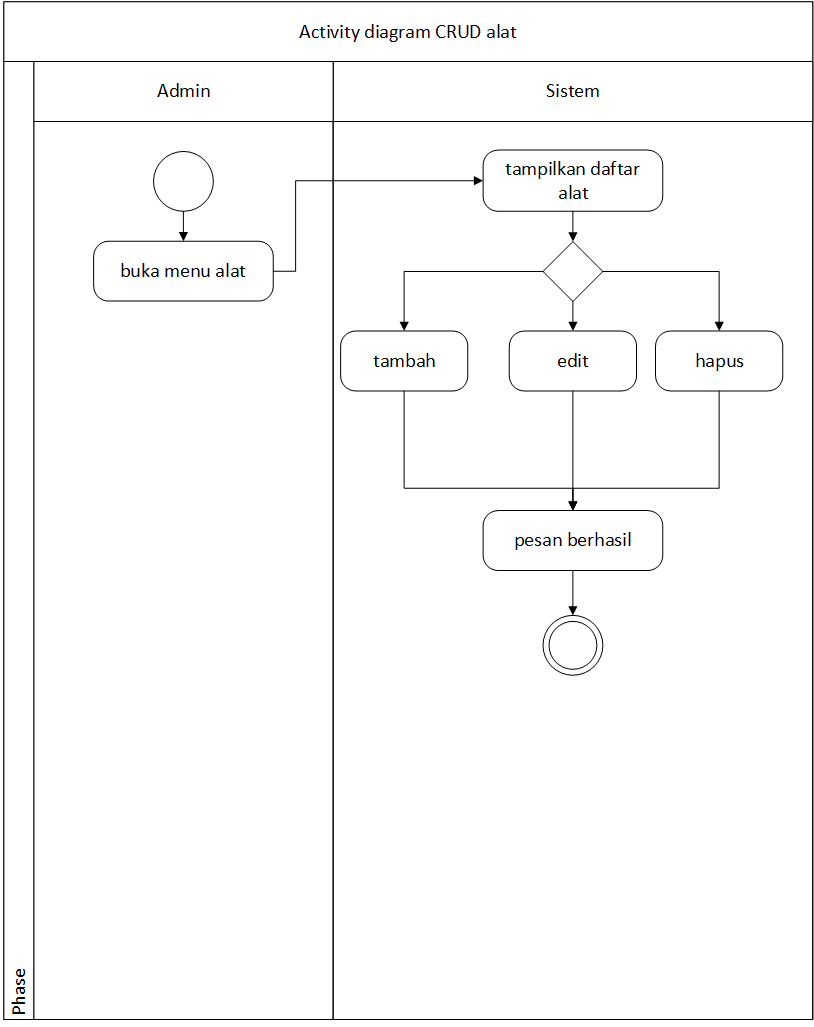 Activity diagram CRUD alat
Admin
Sistem
tampilkan daftar
alat
buka menu alat
tambah
edit
hapus
pesan berhasil
Phase